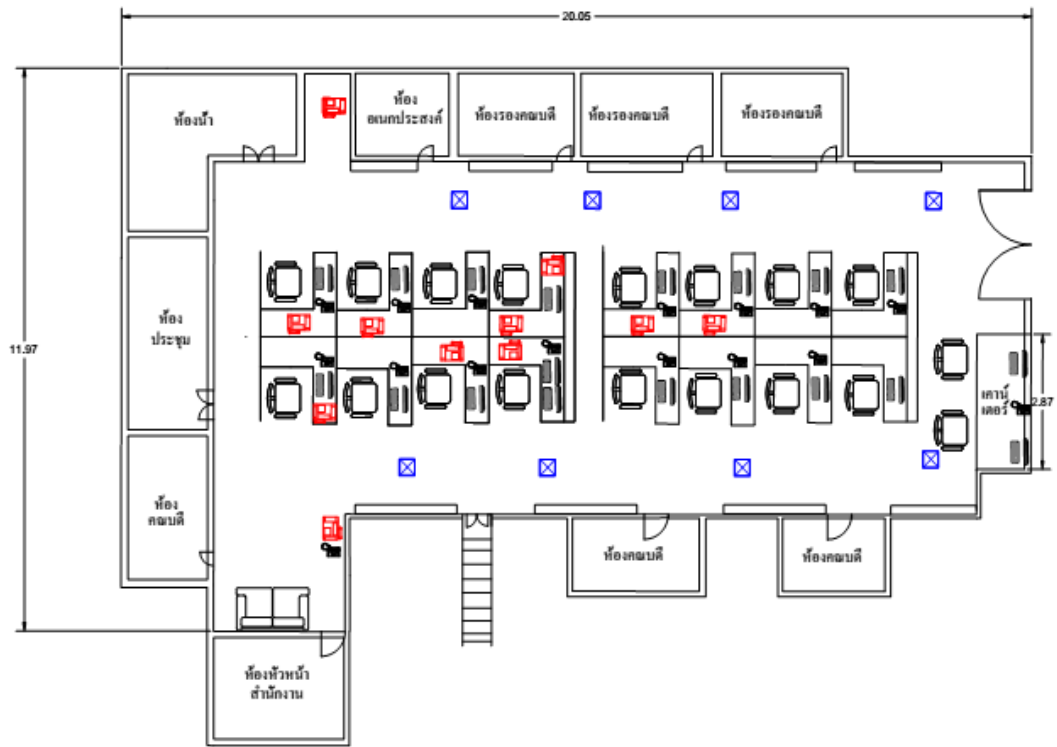 20.05
ห้องน้ำ
ห้อง
อเนกประสงค์
ห้องรองคณบดี
ห้องรองคณบดี
ห้องรองคณบดี
ห้อง
ประชุม
11.97
เคาน์
เตอร์
2.87
ห้อง
คณบดี
ห้องคณบดี
ห้องคณบดี
ห้องหัวหน้า
สำนักงาน